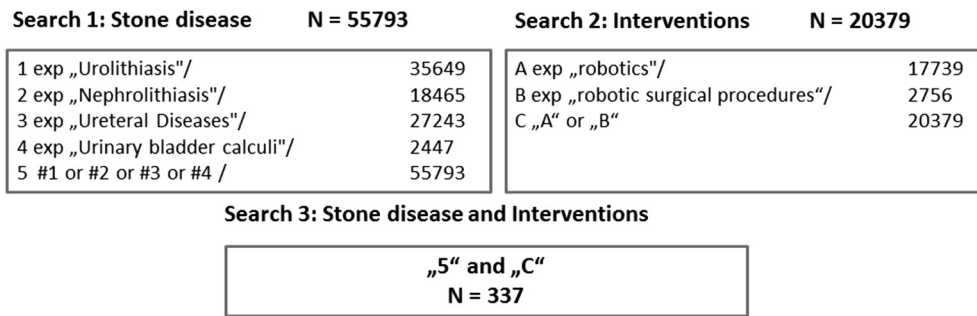 Search 1: Stone disease N = 55793
1 exp „Urolithiasis"/ 35649
2 exp „Nephrolithiasis"/ 18465
3 exp „Ureteral Diseases"/ 27243
4 exp „Urinary bladder calculi"/ 2447
5 #1 or #2 or #3 or #4 / 55793
Search 2: Interventions N = 20379
A exp „robotics"/ 17739
B exp „robotic surgical procedures“/ 2756
C „A“ or „B“ 20379
Search 3: Stone disease and Interventions
„5“ and „C“
N = 337